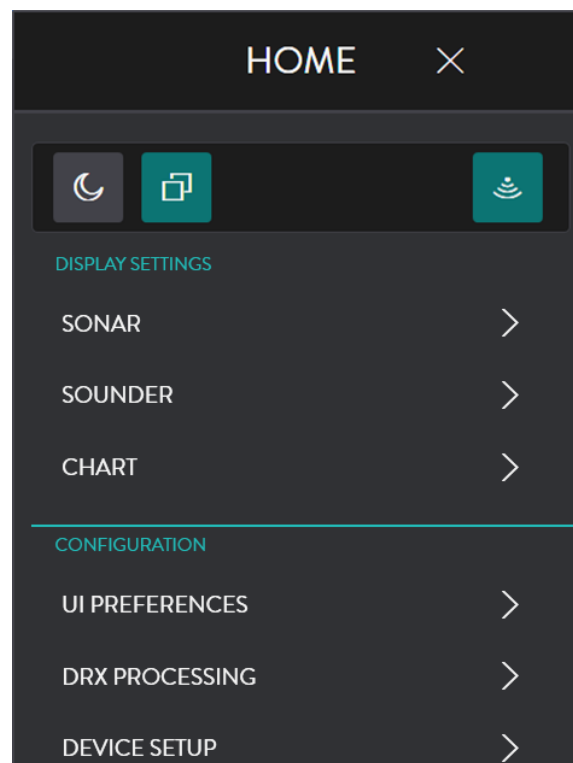 HOME
DISPLAY SETTINGS
SONAR
SOUNDER
CHART
CONFIGURATION
UI PREFERENCES
DRX PROCESSING
DEVICE SETUP